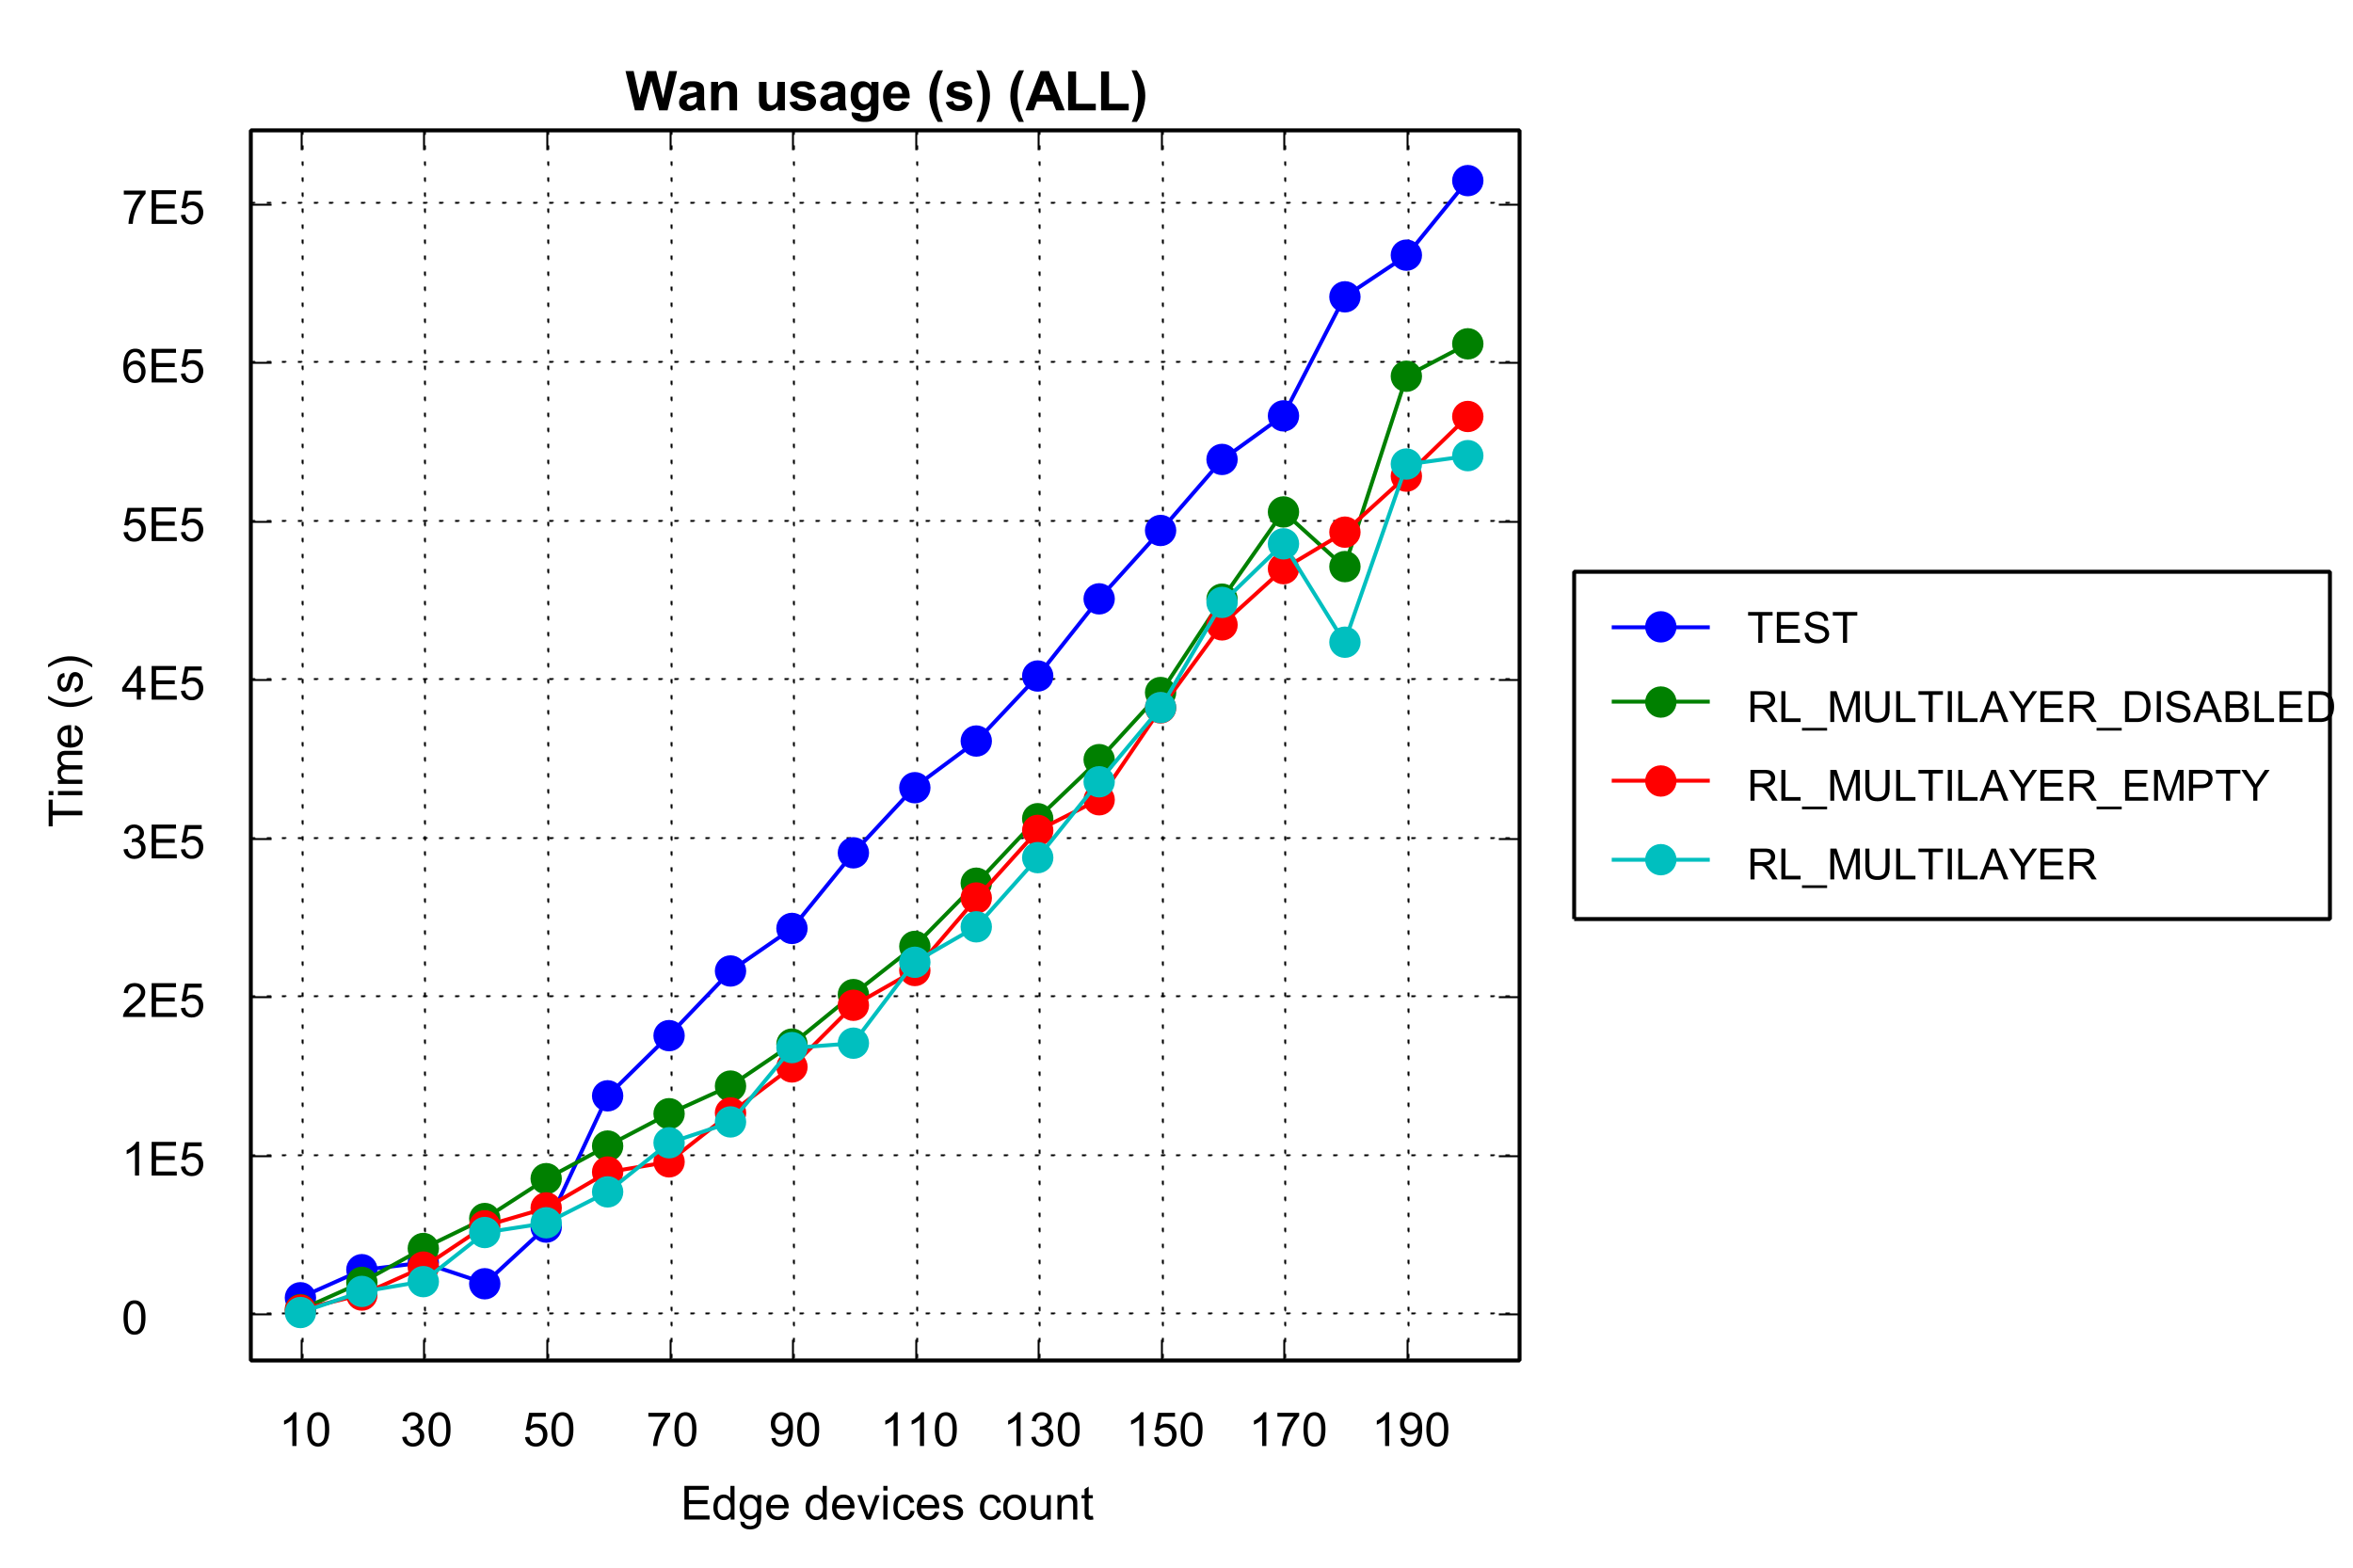 Wan usage (s) (ALL)
7E5
6E5
5E5
4E5
3E5
2E5
1E5
0
Time (s)
10 30 50 70 90 110 130 150 170 190
Edge devices count
TEST
RL_MULTILAYER_DISABLED
RL_MULTILAYER_EMPTY
RL_MULTILAYER